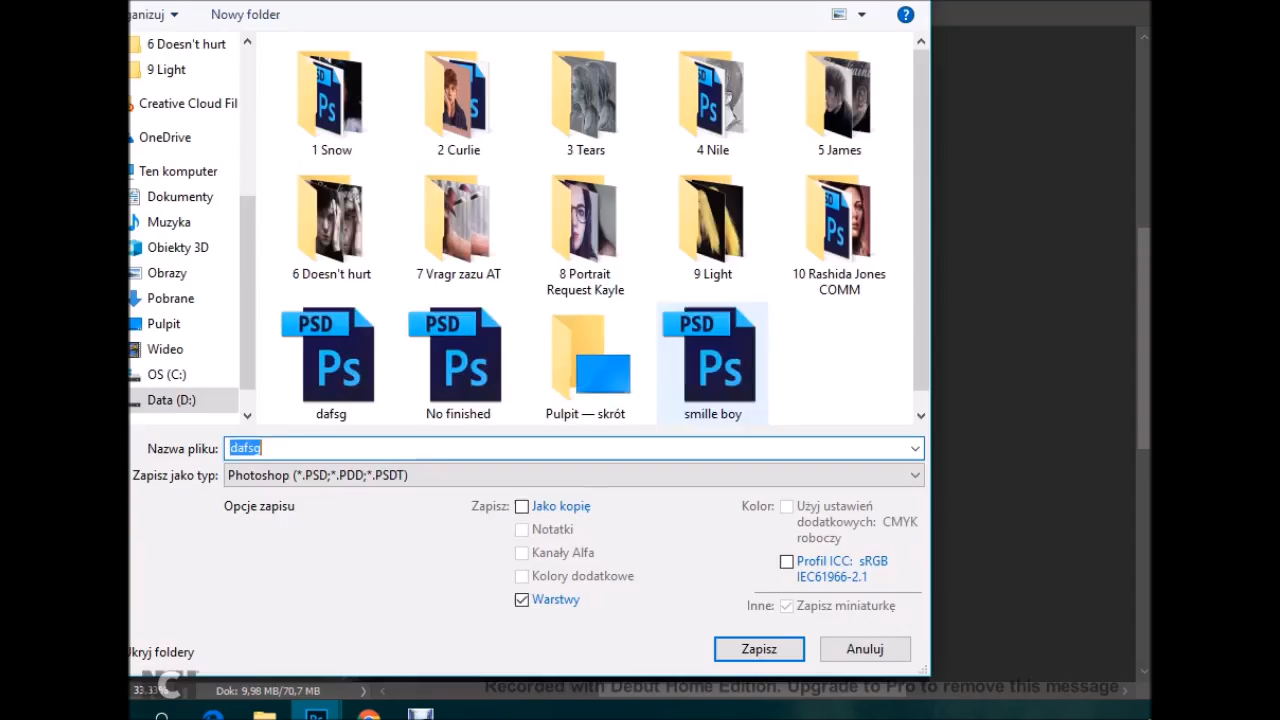 ganizuj
Nowy folder
?
6 Doesn't hurt
9 Light
Creative Cloud Fil
OneDrive
Ten komputer
Dokumenty
Muzyka
Obiekty 3D
Obrazy
Pobrane
Pulpit
Wideo
OS (C:)
Data (D:)
1 Snow
2 Curlie
3 Tears
4 Nile
5 James
6 Doesn't hurt
7 Vragr zazu AT
8 Portrait
Request Kayle
9 Light
10 Rashida Jones
COMM
PSD
Ps
dafsg
PSD
Ps
No finished
Pulpit — skrót
PSD
Ps
smille boy
Nazwa pliku: dafsg
Zapisz jako typ: Photoshop (*.PSD;*.PDD;*.PSDT)
Opcje zapisu
Zapisz: Jako kopię
Notatki
Kanały Alfa
Kolory dodatkowe
Warstwy
Kolor: Użyj ustawień
dodatkowych: CMYK
roboczy
Profil ICC: sRGB
IEC61966-2.1
Inne: Zapisz miniaturkę
Ukryj foldery
Zapisz
Anuluj
33.33%
Dok: 9,98 MB/70,7 MB
Recorded with Debut Home Edition. Upgrade to Pro to remove this message